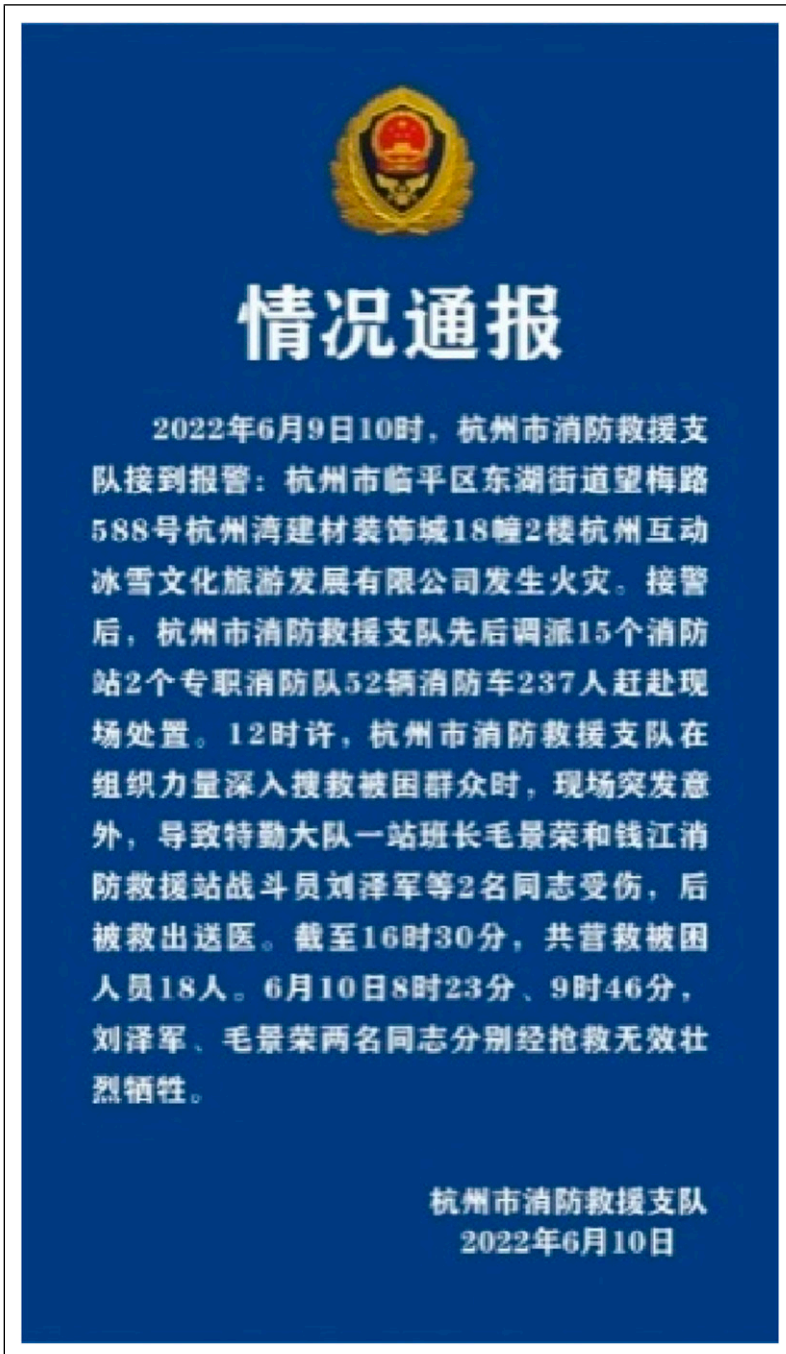 情况通报
2022年6月9日10时，杭州市消防救援支
队接到报警：杭州市临平区东湖街道望梅路
588号杭州湾建材装饰城18幢2楼杭州互动
冰雪文化旅游发展有限公司发生火灾。接警
后，杭州市消防救援支队先后调派15个消防
站2个专职消防队52辆消防车237人赶赴现
场处置。12时许，杭州市消防救援支队在
组织力量深入搜救被困群众时，现场突发意
外，导致特勤大队一站班长毛景荣和钱江消
防救援站战斗员刘泽军等2名同志受伤，后
被救出送医。截至16时30分，共营救被困
人员18人。6月10日8时23分、9时46分，
刘泽军、毛景荣两名同志分别经抢救无效壮
烈牺牲。
杭州市消防救援支队
2022年6月10日